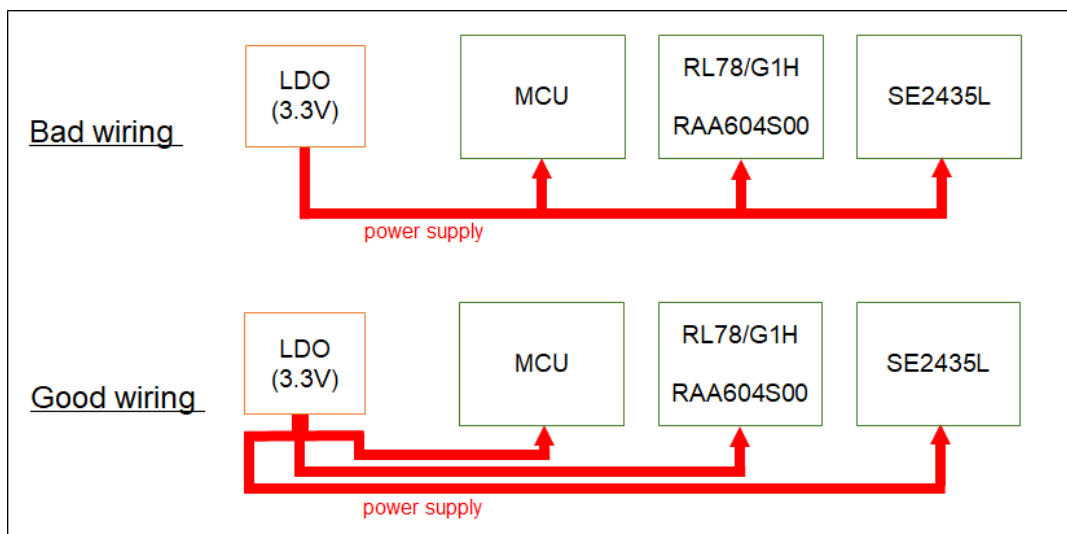 LDO
(3.3V)
MCU
RL78/G1H
RAA604S00
SE2435L
Bad wiring
power supply
LDO
(3.3V)
MCU
RL78/G1H
RAA604S00
SE2435L
Good wiring
power supply